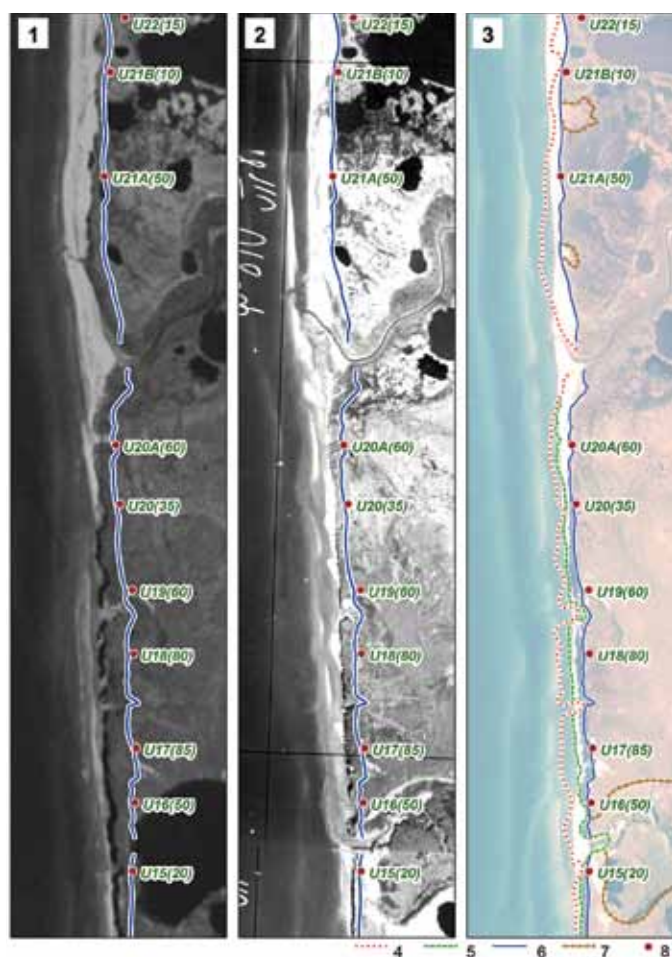 1
U22(15)
U21B(10)
U21A(50)
U20A(60)
U20(35)
U19(60)
U18(80)
U17(85)
U16(50)
U15(20)
2
U22(15)
U21B(10)
U21A(50)
U20A(60)
U20(35)
U19(60)
U18(80)
U17(85)
U16(50)
U15(20)
3
U22(15)
U21B(10)
U21A(50)
U20A(60)
U20(35)
U19(60)
U18(80)
U17(85)
U16(50)
U15(20)
4 5 6 7 8